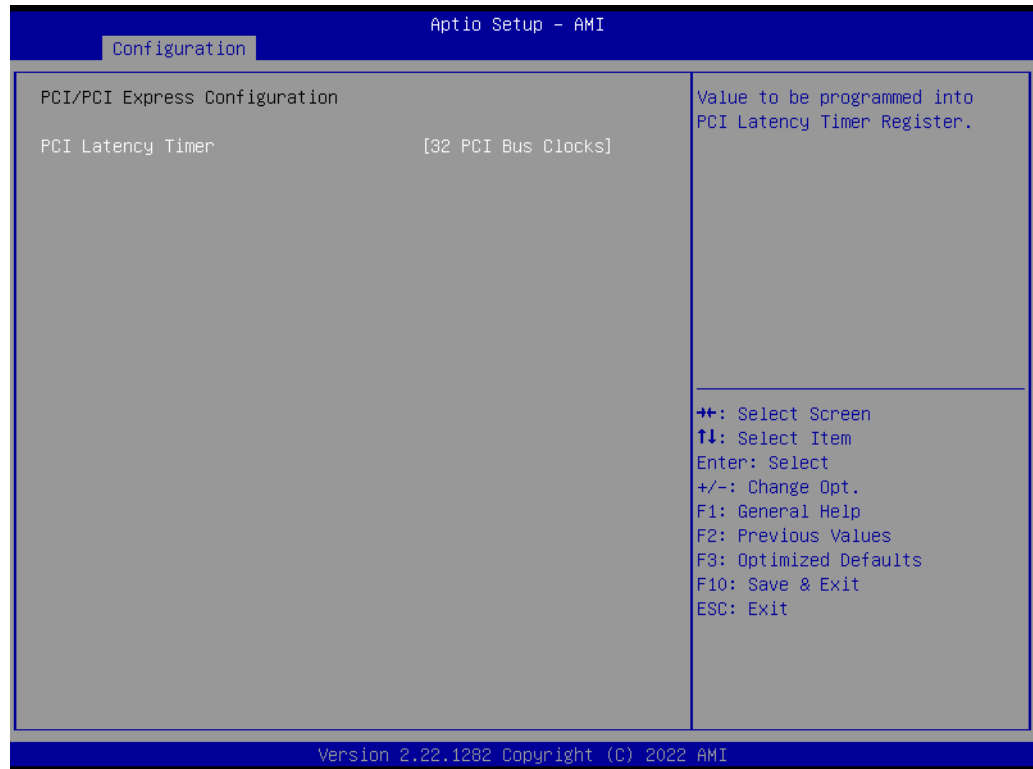 Aptio Setup – AMI
Configuration
PCI/PCI Express Configuration
PCI Latency Timer [32 PCI Bus Clocks]
Value to be programmed into
PCI Latency Timer Register.
→←: Select Screen
↑↓: Select Item
Enter: Select
+/-: Change Opt.
F1: General Help
F2: Previous Values
F3: Optimized Defaults
F10: Save & Exit
ESC: Exit
Version 2.22.1282 Copyright (C) 2022 AMI